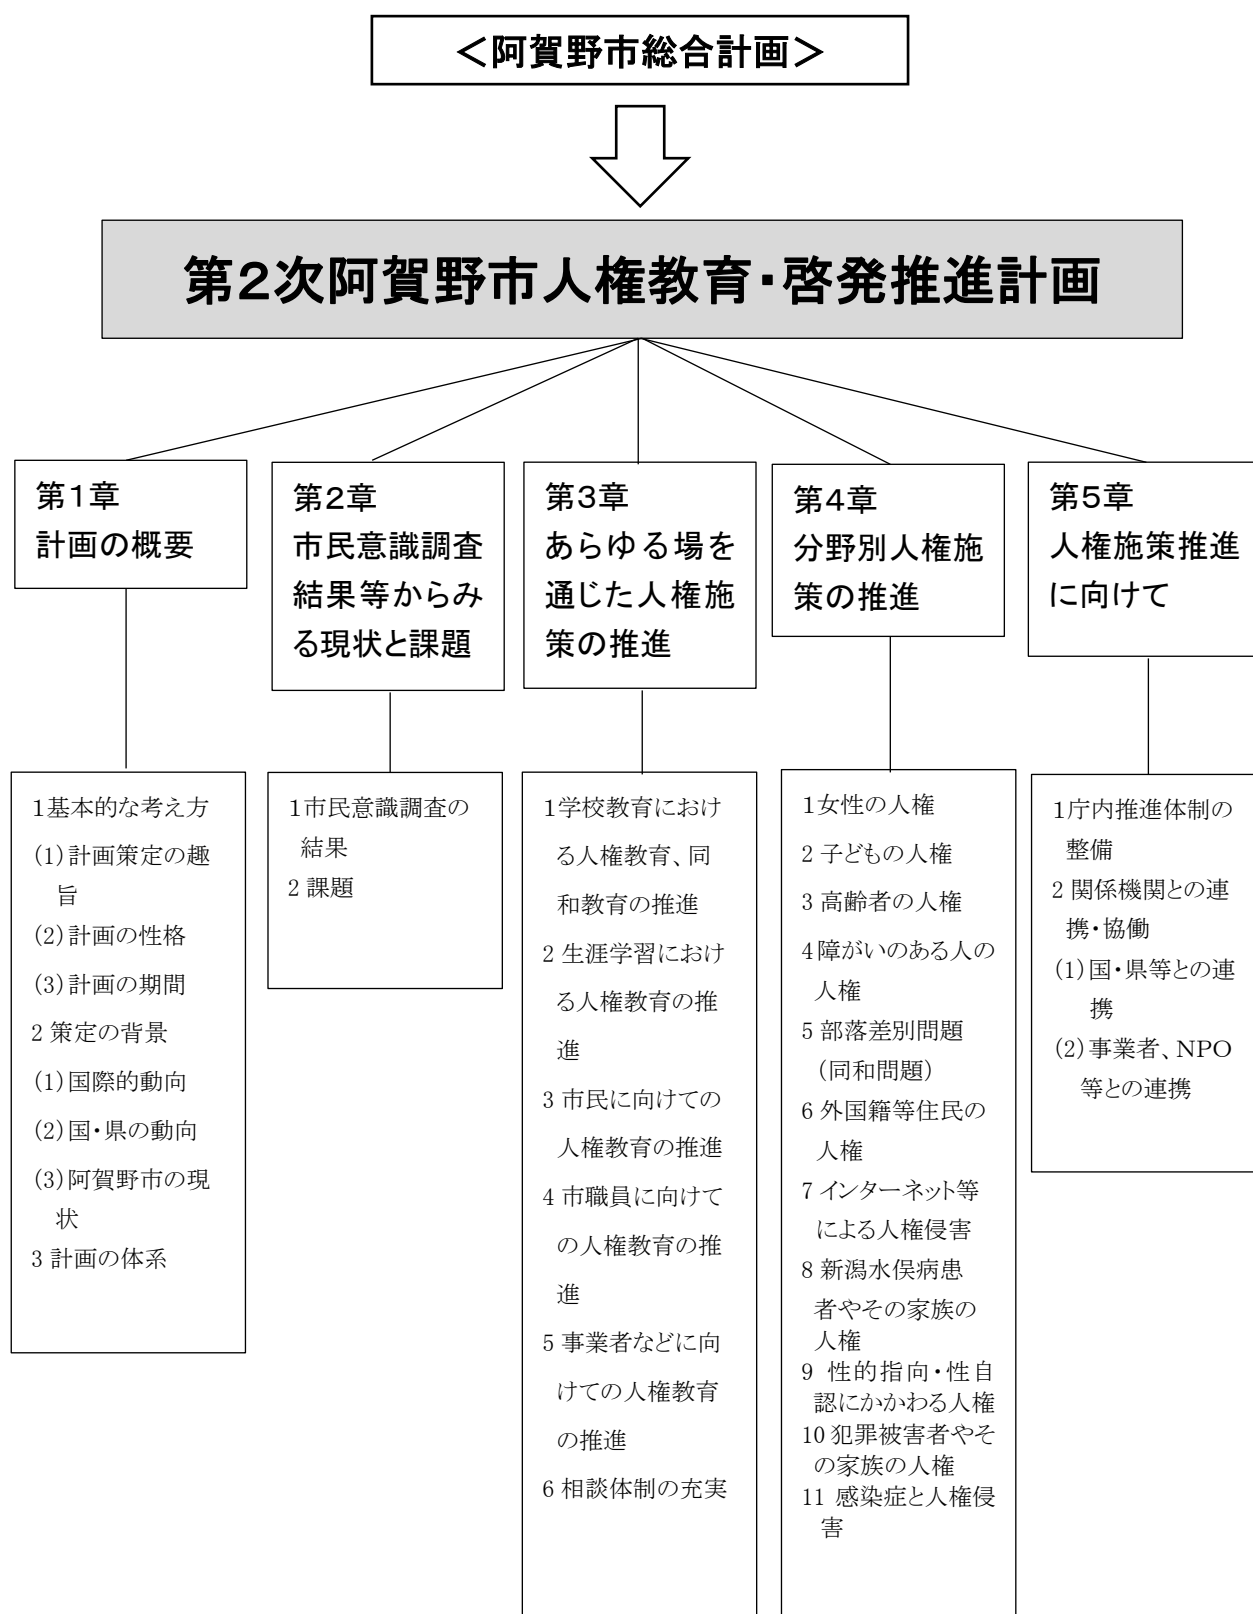 ＜阿賀野市総合計画＞
第2次阿賀野市人権教育・啓発推進計画
第1章
計画の概要
第2章
市民意識調査
結果等からみ
る現状と課題
第3章
あらゆる場を
通じた人権施
策の推進
第4章
分野別人権施
策の推進
第5章
人権施策推進
に向けて
1基本的な考え方
(1)計画策定の趣
旨
(2)計画の性格
(3)計画の期間
2 策定の背景
(1)国際的動向
(2)国・県の動向
(3)阿賀野市の現
状
3 計画の体系
1市民意識調査の
結果
2 課題
1学校教育におけ
る人権教育、同
和教育の推進
2 生涯学習におけ
る人権教育の推
進
3 市民に向けての
人権教育の推進
4 市職員に向けて
の人権教育の推
進
5 事業者などに向
けての人権教育
の推進
6 相談体制の充実
1女性の人権
2 子どもの人権
3 高齢者の人権
4障がいのある人の
人権
5 部落差別問題
(同和問題)
6 外国籍等住民の
人権
7 インターネット等
による人権侵害
8 新潟水俣病患
者やその家族の
人権
9 性的指向・性自
認にかかわる人権
10 犯罪被害者やそ
の家族の人権
11 感染症と人権侵
害
1庁内推進体制の
整備
2 関係機関との連
携・協働
(1)国・県等との連
携
(2)事業者、NPO
等との連携